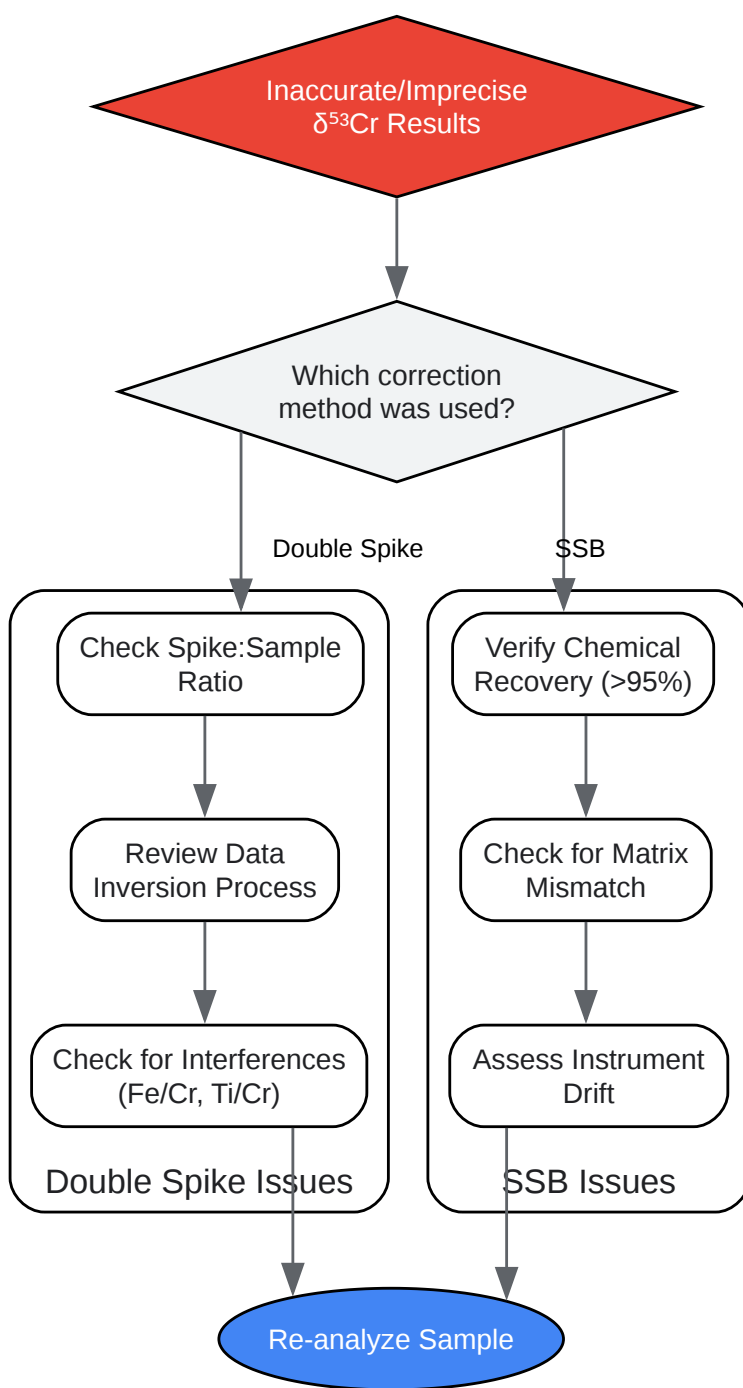 Inaccurate/Imprecise
δ⁵³Cr Results
Which correction
method was used?
Double Spike
SSB
Check Spike:Sample
Ratio
Review Data
Inversion Process
Check for Interferences
(Fe/Cr, Ti/Cr)
Double Spike Issues
Verify Chemical
Recovery (>95%)
Check for Matrix
Mismatch
Assess Instrument
Drift
SSB Issues
Re-analyze Sample